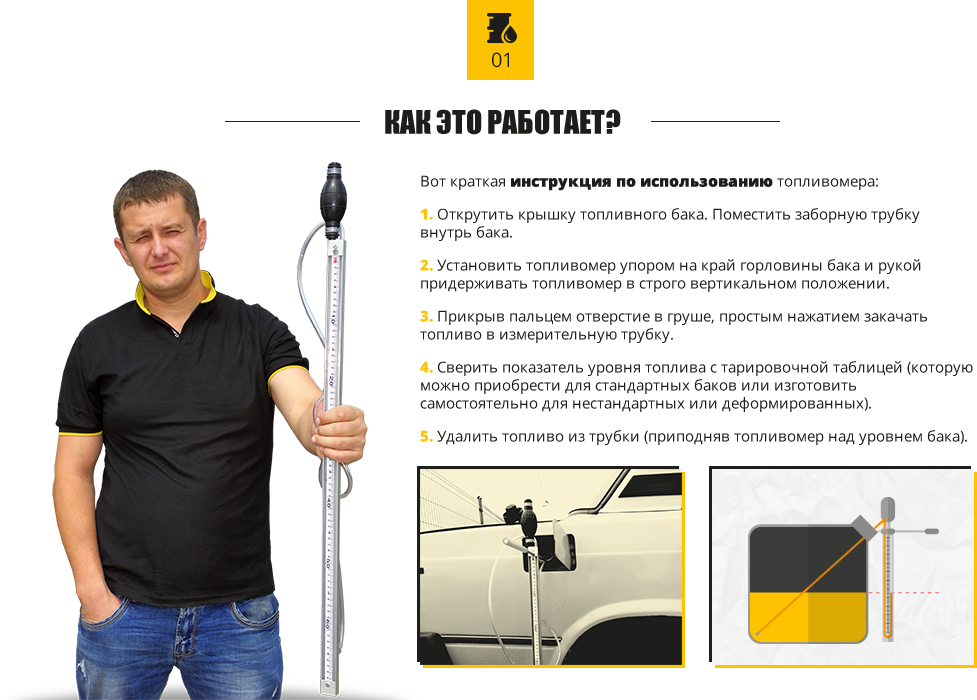 01
КАК ЭТО РАБОТАЕТ?
Вот краткая инструкция по использованию топливомера:
1. Открутить крышку топливного бака. Поместить заборную трубку
внутрь бака.
2. Установить топливомер упором на край горловины бака и рукой
придерживать топливомер в строго вертикальном положении.
3. Прикрыв пальцем отверстие в груше, простым нажатием закачать
топливо в измерительную трубку.
4. Сверить показатель уровня топлива с тарировочной таблицей (которую
можно приобрести для стандартных баков или изготовить
самостоятельно для нестандартных или деформированных).
5. Удалить топливо из трубки (приподняв топливомер над уровнем бака).